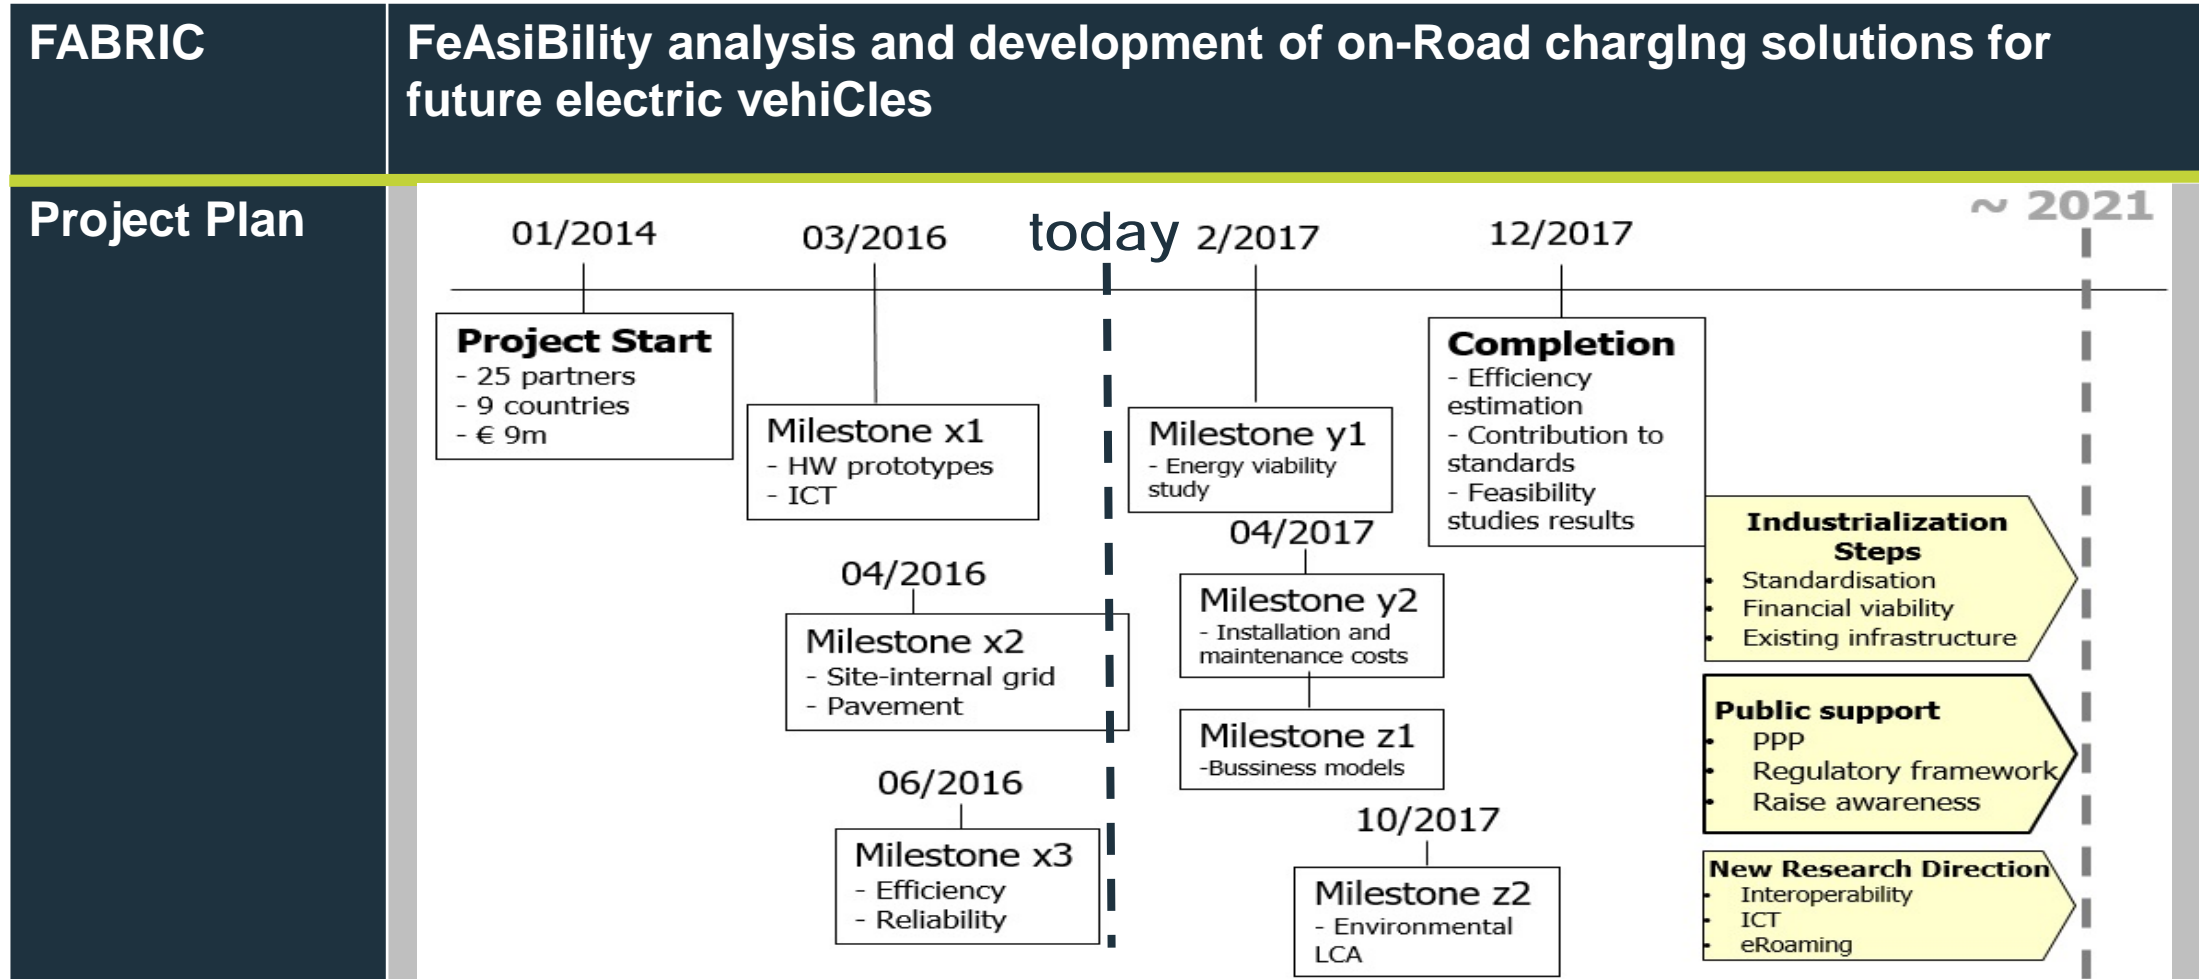 FABRIC
FeAsiBility analysis and development of on-Road chargIng solutions for
future electric vehiCles
Project Plan
~ 2021
01/2014
03/2016
today
2/2017
12/2017
Project Start
- 25 partners
- 9 countries
- € 9m
Milestone x1
- HW prototypes
- ICT
04/2016
Milestone x2
- Site-internal grid
- Pavement
06/2016
Milestone x3
- Efficiency
- Reliability
Milestone y1
- Energy viability
study
04/2017
Milestone y2
- Installation and
maintenance costs
Milestone z1
-Bussiness models
10/2017
Milestone z2
- Environmental
LCA
Completion
- Efficiency
estimation
- Contribution to
standards
- Feasibility
studies results
Industrialization
Steps
• Standardisation
• Financial viability
• Existing infrastructure
Public support
• PPP
• Regulatory framework
• Raise awareness
New Research Direction
• Interoperability
• ICT
• eRoaming